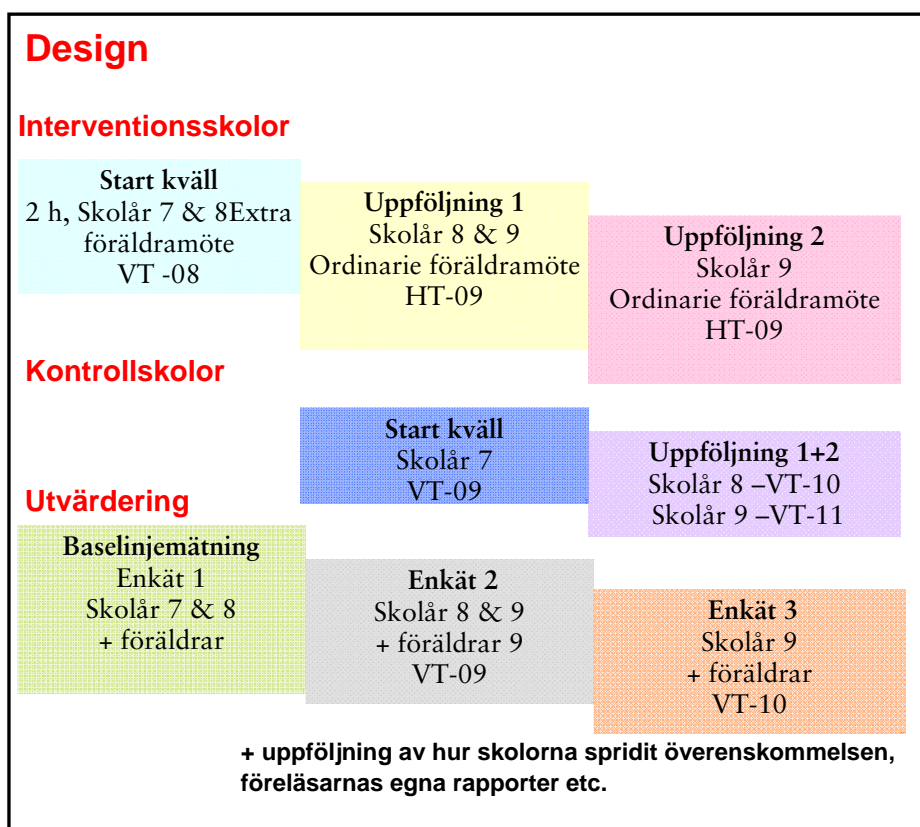 Design
Interventionsskolor
Start kväll
2 h, Skolår 7 & 8Extra
föräldramöte
VT -08
Uppföljning 1
Skolår 8 & 9
Ordinarie föräldramöte
HT-09
Uppföljning 2
Skolår 9
Ordinarie föräldramöte
HT-09
Kontrollskolor
Start kväll
Skolår 7
VT-09
Uppföljning 1+2
Skolår 8 –VT-10
Skolår 9 –VT-11
Utvärdering
Baselinjemätning
Enkät 1
Skolår 7 & 8
+ föräldrar
Enkät 2
Skolår 8 & 9
+ föräldrar 9
VT-09
Enkät 3
Skolår 9
+ föräldrar
VT-10
+ uppföljning av hur skolorna spridit överenskommelsen,
föreläsarnas egna rapporter etc.